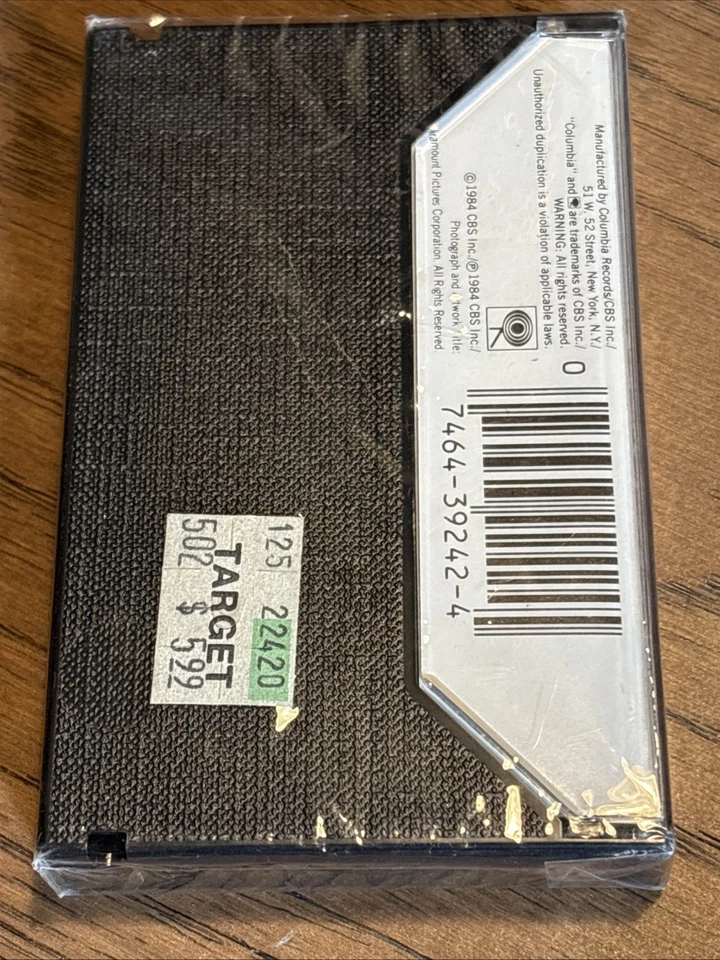 Manufactured by Columbia Records/CBS Inc./
51 W. 52 Street, New York, N.Y./
"Columbia" and are trademarks of CBS Inc./
WARNING: All rights reserved.
Unauthorized duplication is a violation of applicable laws.
©1984 CBS Inc./℗1984 CBS Inc./
Photograph and
Pictures Corporation. All Rights Reserved.
0
7464-39242-4
125 22420
TARGET
502 $ 5.99